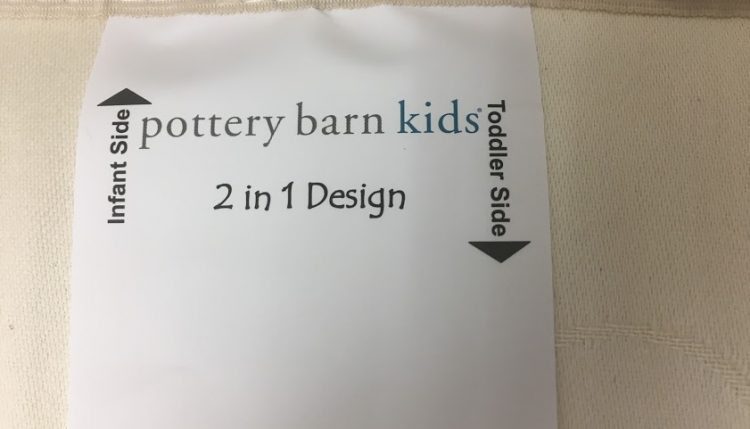 Infant Side
pottery barn kids®
2 in 1 Design
Toddler Side